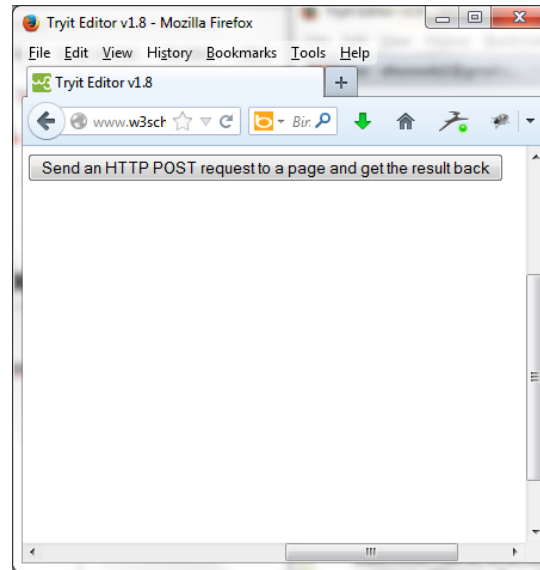 Tryit Editor v1.8 - Mozilla Firefox
File Edit View History Bookmarks Tools Help
Tryit Editor v1.8
www.w3sch
Bir
Send an HTTP POST request to a page and get the result back